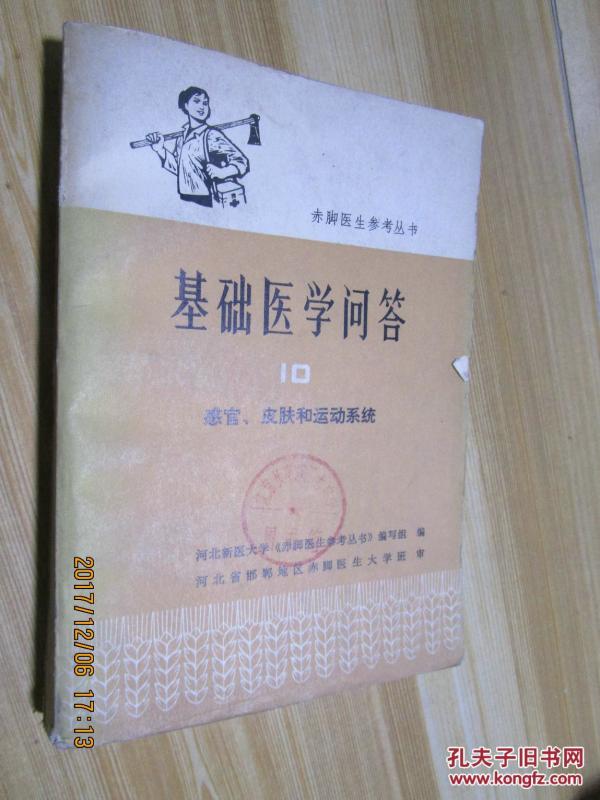 赤脚医生参考丛书
基础医学问答
10
感官、皮肤和运动系统
河北新医大学《赤脚医生参考丛书》编写组 编
河北省邯郸地区赤脚医生大学班 审
2017/12/06 17:13
孔夫子旧书网
www.kongfz.com